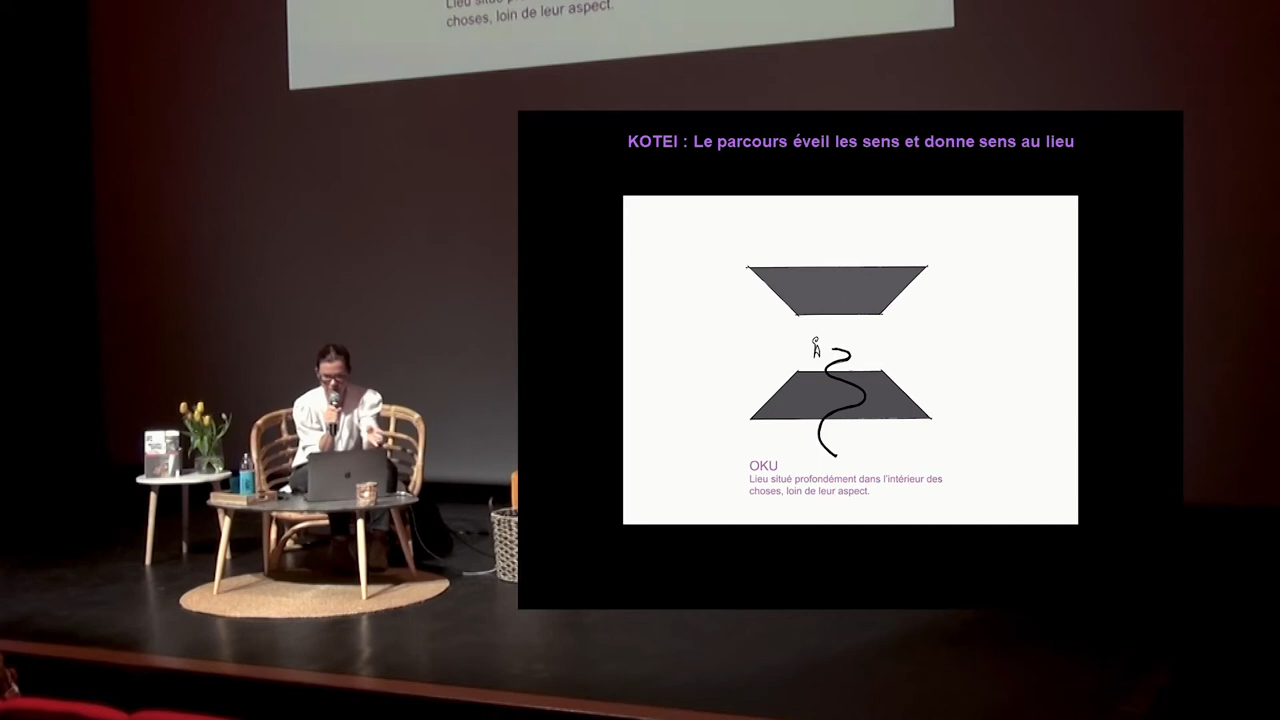 choses, loin de leur aspect.
KOTEI : Le parcours éveil les sens et donne sens au lieu
OKU
Lieu situé profondément dans l'intérieur des
choses, loin de leur aspect.